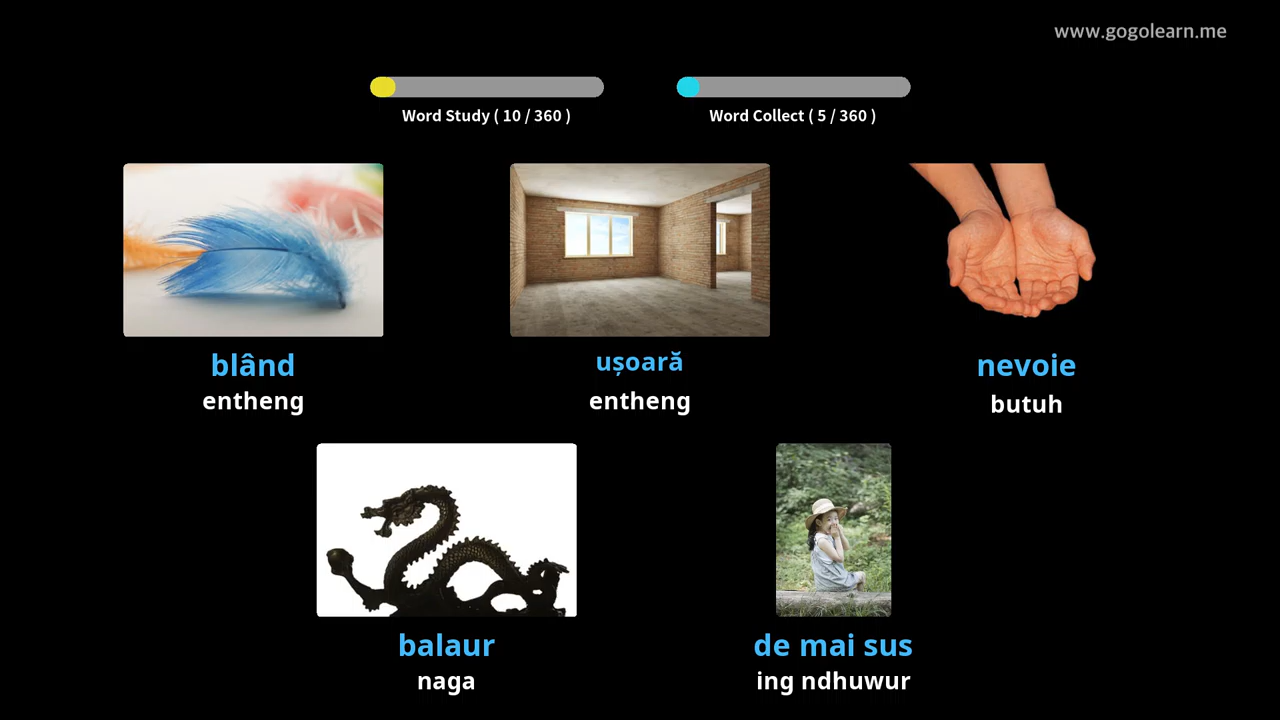 www.gogolearn.me
Word Study ( 10 / 360 )
Word Collect ( 5 / 360 )
blând
entheng
ușoară
entheng
nevoie
butuh
balaur
naga
de mai sus
ing ndhuwur